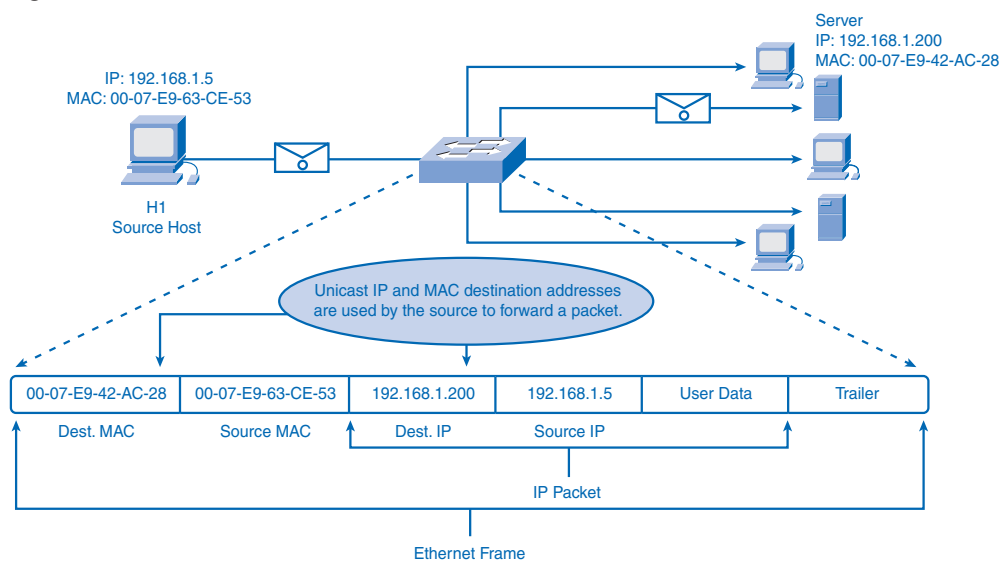 Server
IP: 192.168.1.200
MAC: 00-07-E9-42-AC-28
IP: 192.168.1.5
MAC: 00-07-E9-63-CE-53
H1
Source Host
Unicast IP and MAC destination addresses
are used by the source to forward a packet.
00-07-E9-42-AC-28 00-07-E9-63-CE-53 192.168.1.200 192.168.1.5 User Data Trailer
Dest. MAC Source MAC Dest. IP Source IP
IP Packet
Ethernet Frame